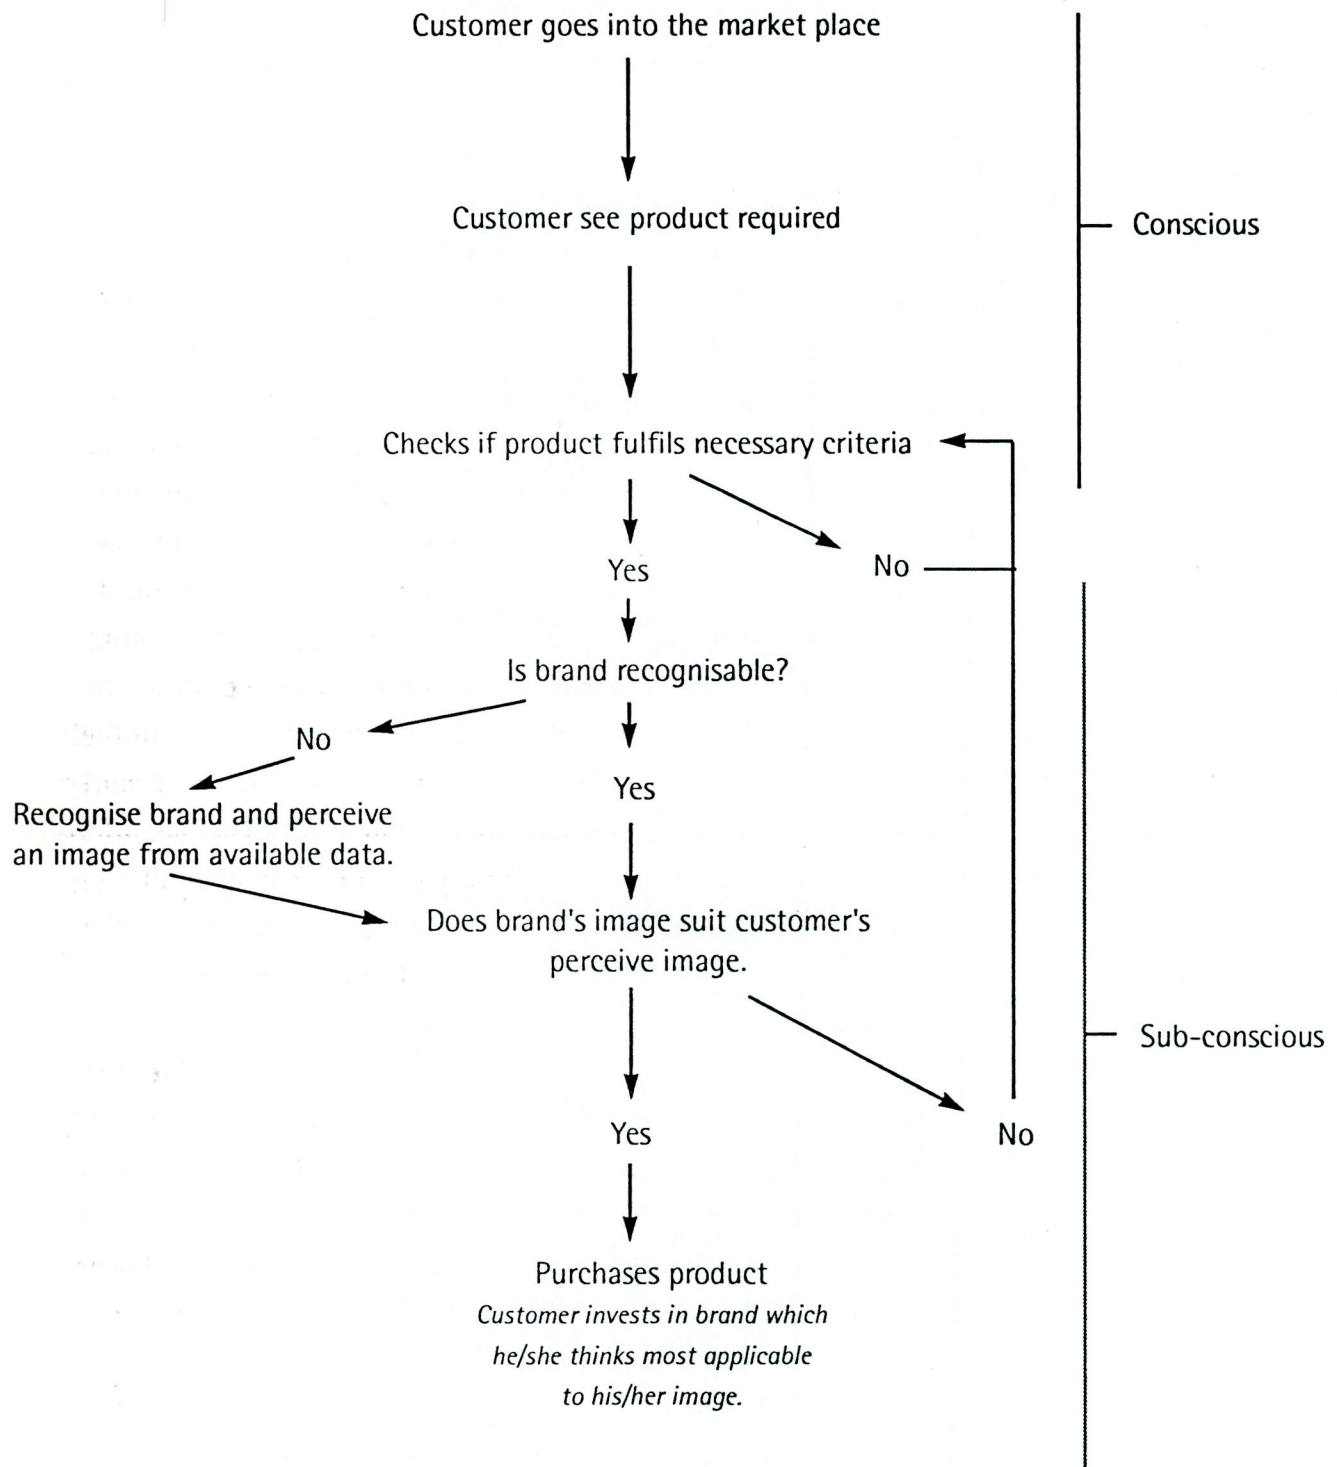 Customer goes into the market place
Customer see product required
Conscious
Checks if product fulfils necessary criteria
Yes
No
Is brand recognisable?
No
Yes
Recognise brand and perceive
an image from available data.
Does brand's image suit customer's
perceive image.
Sub-conscious
Yes
No
Purchases product
Customer invests in brand which
he/she thinks most applicable
to his/her image.